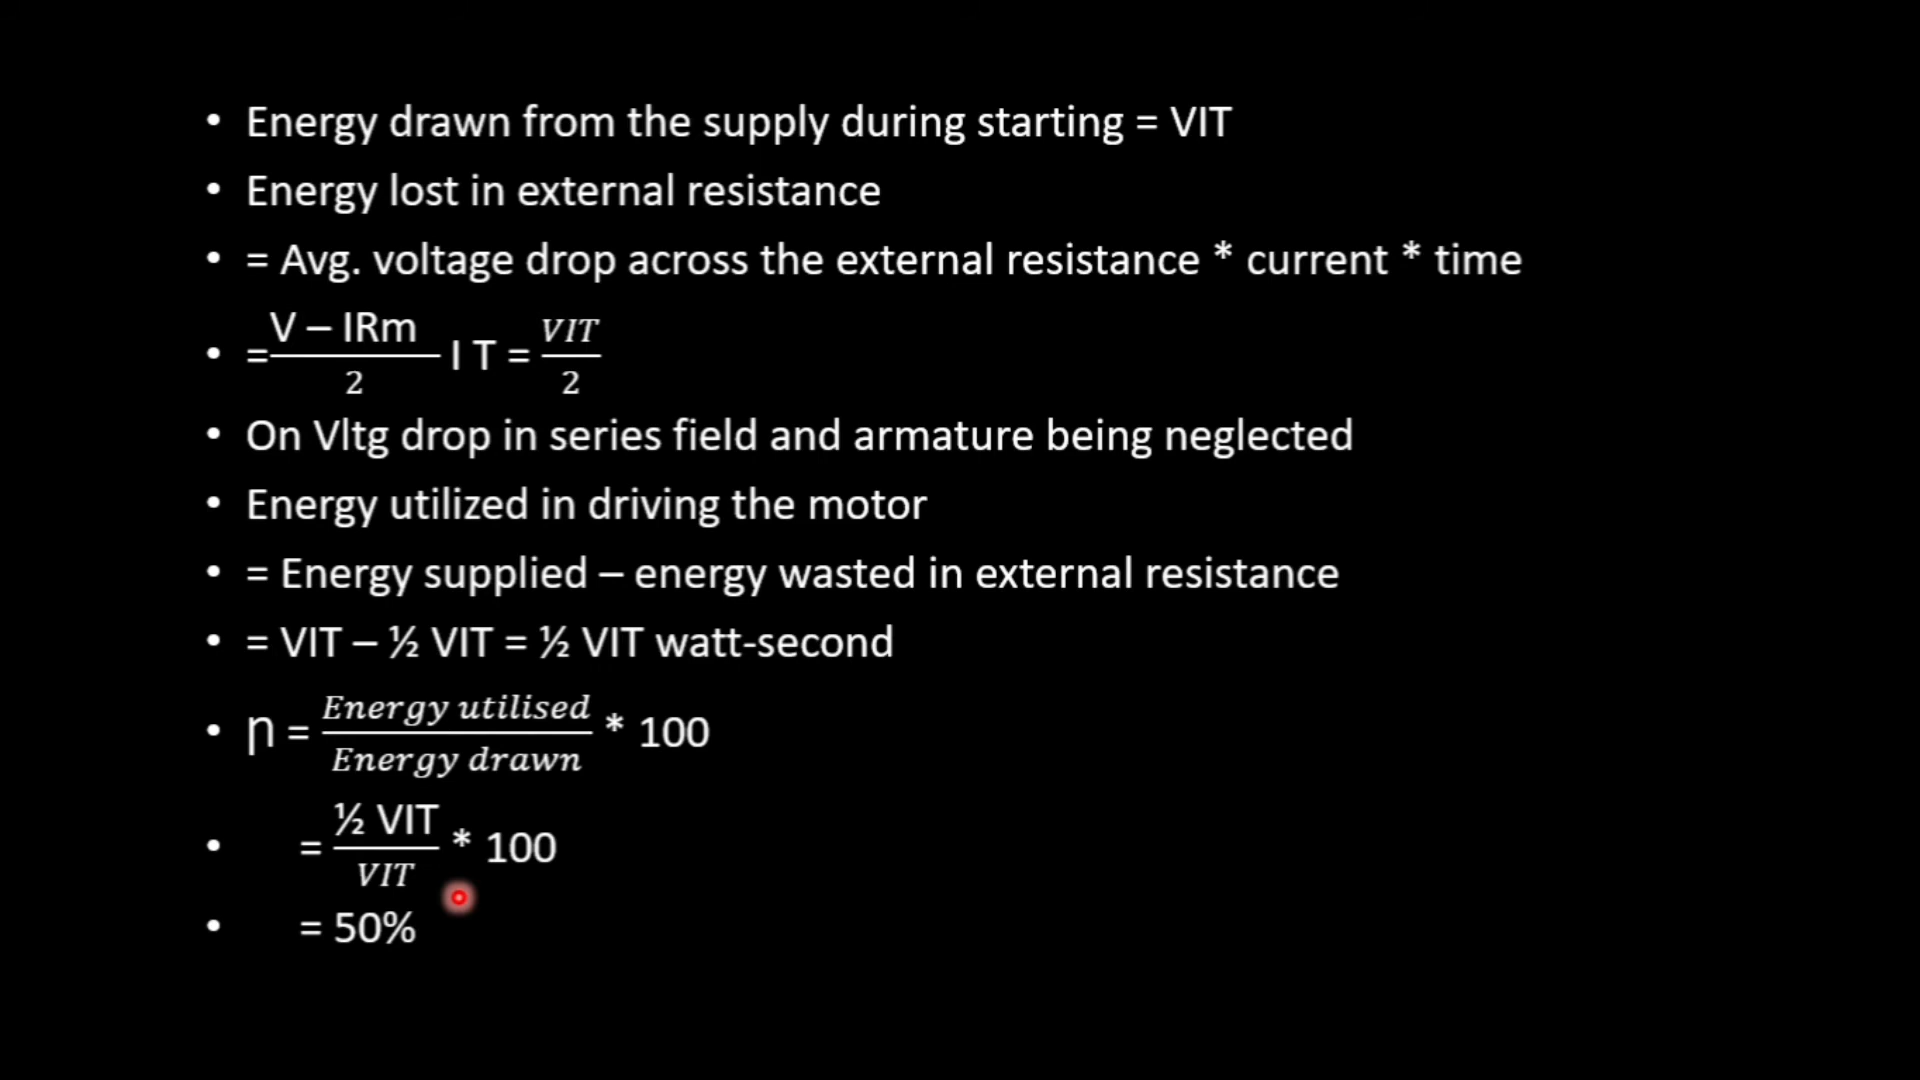 • Energy drawn from the supply during starting = VIT
• Energy lost in external resistance
• = Avg. voltage drop across the external resistance * current * time
• = (V – IRm)/2 I T = VIT/2
• On Vltg drop in series field and armature being neglected
• Energy utilized in driving the motor
• = Energy supplied – energy wasted in external resistance
• = VIT – ½ VIT = ½ VIT watt-second
• ƞ = Energy utilised/Energy drawn * 100
• = ½ VIT/VIT * 100
• = 50%